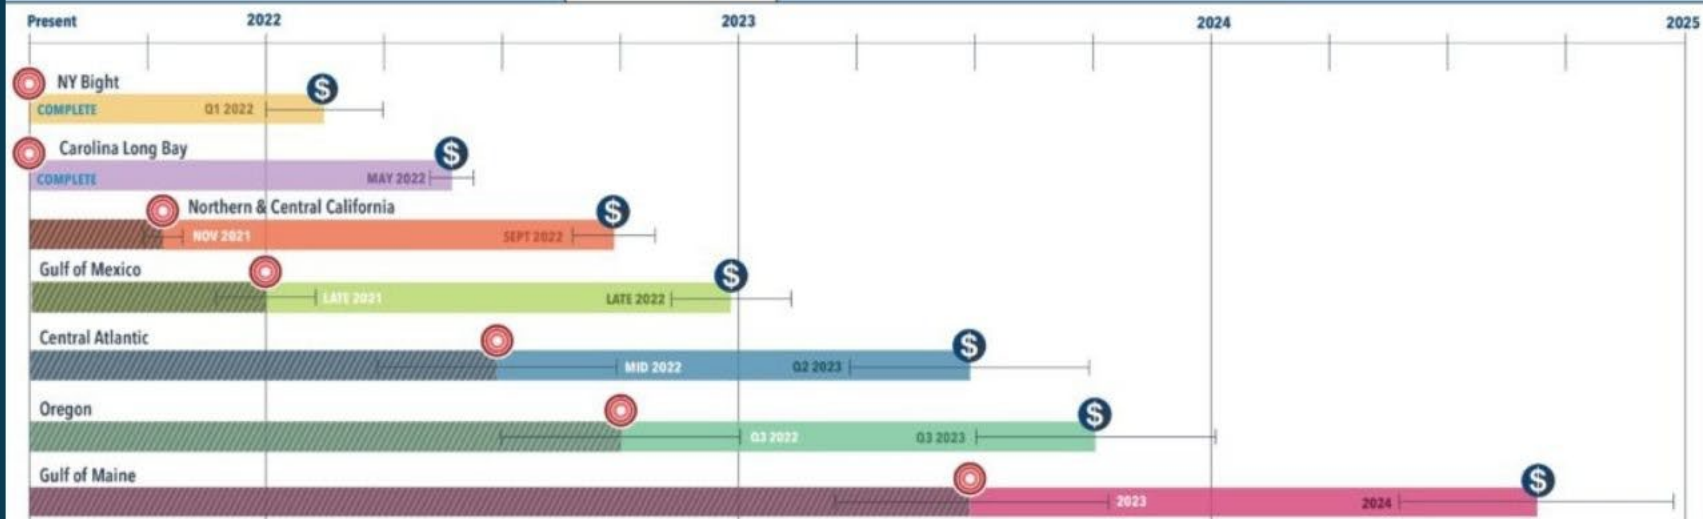 Present 2022 2023 2024 2025
NY Bight $
COMPLETE Q1 2022
Carolina Long Bay $
COMPLETE MAY 2022
Northern & Central California $
NOV 2021 SEPT 2022
Gulf of Mexico $
LATE 2021 LATE 2022
Central Atlantic $
MID 2022 Q2 2023
Oregon $
Q3 2022 Q3 2023
Gulf of Maine $
2023 2024